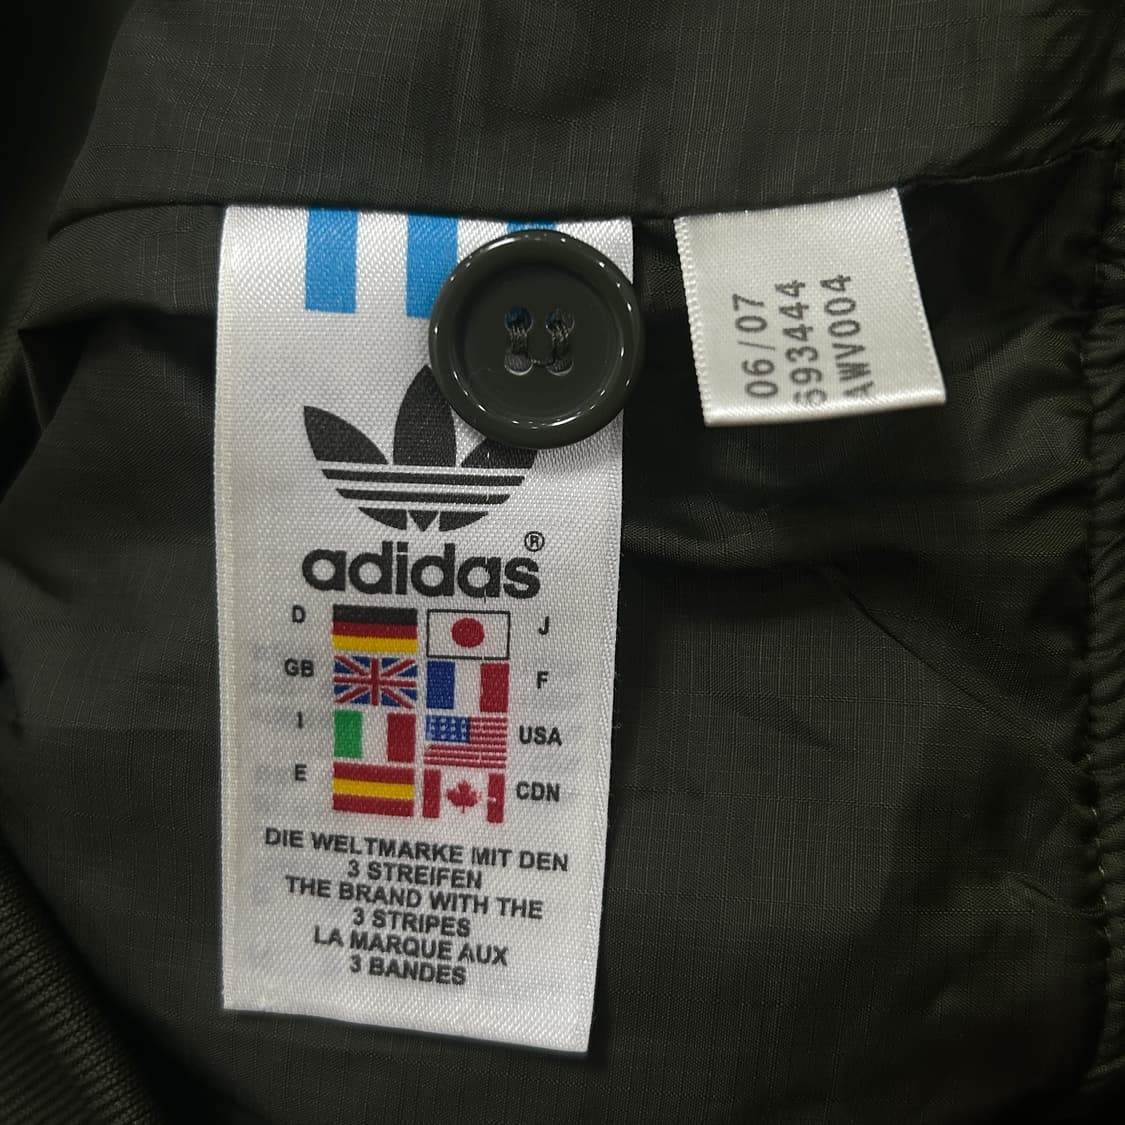 adidas®
D
J
GB
F
I
USA
E
CDN
DIE WELTMARKE MIT DEN
3 STREIFEN
THE BRAND WITH THE
3 STRIPES
LA MARQUE AUX
3 BANDES
06/07
693444
AWV004